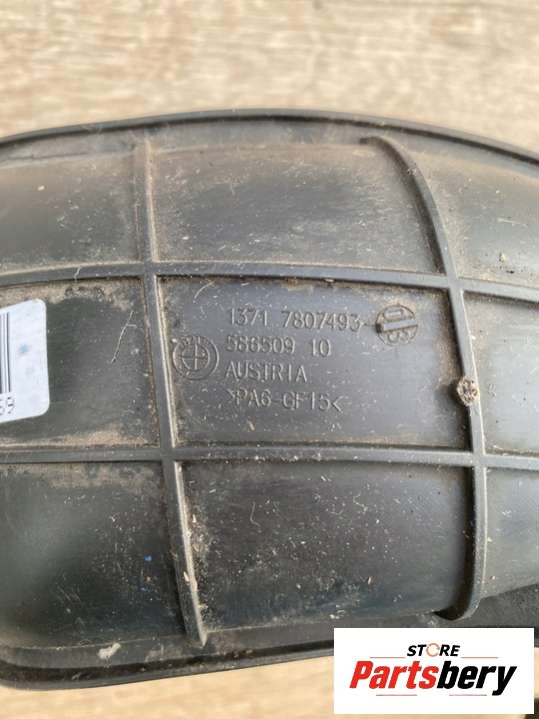 1371 7807493-
586509 10
AUSTRIA
>PA6-GF15<
STORE
Partsbery